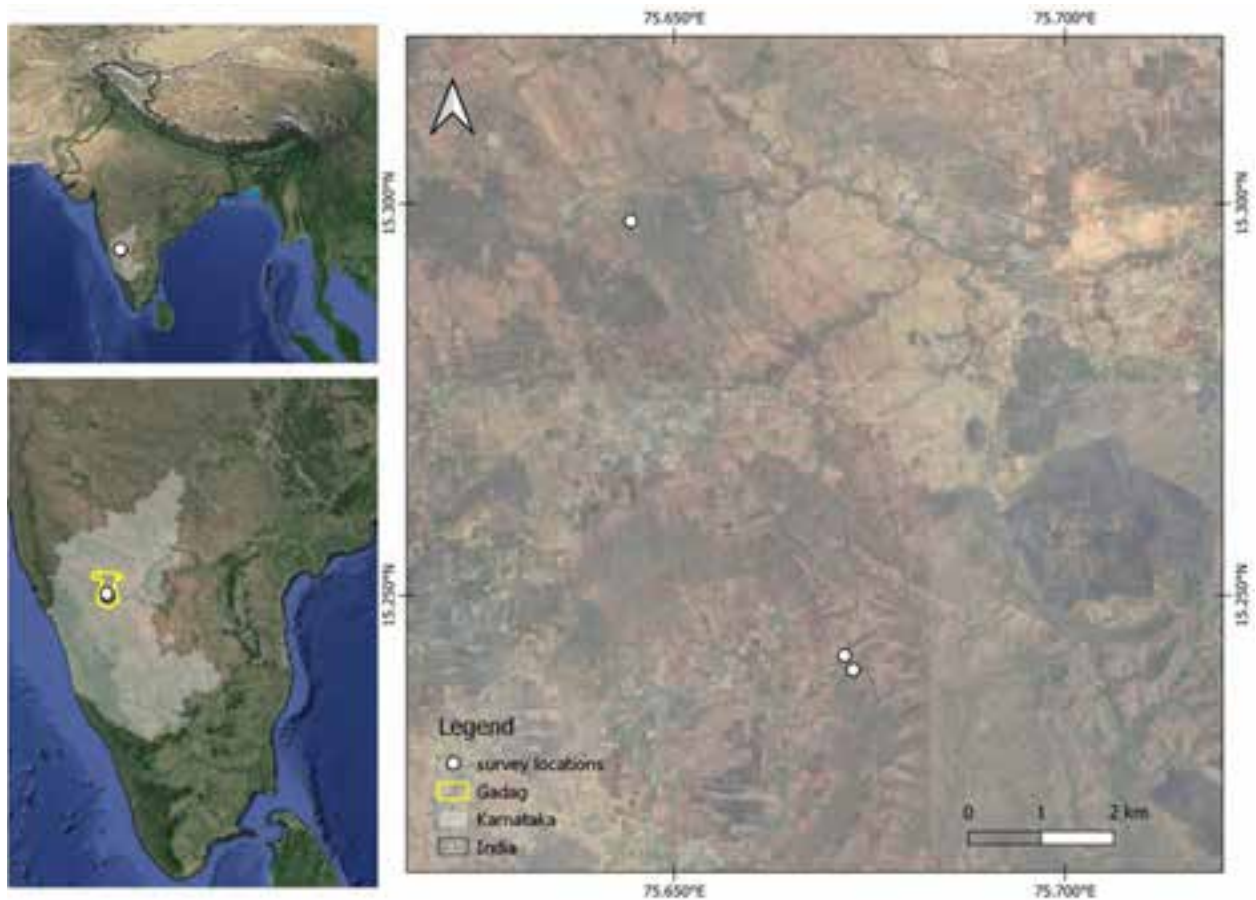 75.650°E
75.700°E
15.300°N
15.300°N
15.250°N
15.250°N
Legend
survey locations
Gadag
Karnataka
India
0 1 2 km
75.650°E
75.700°E